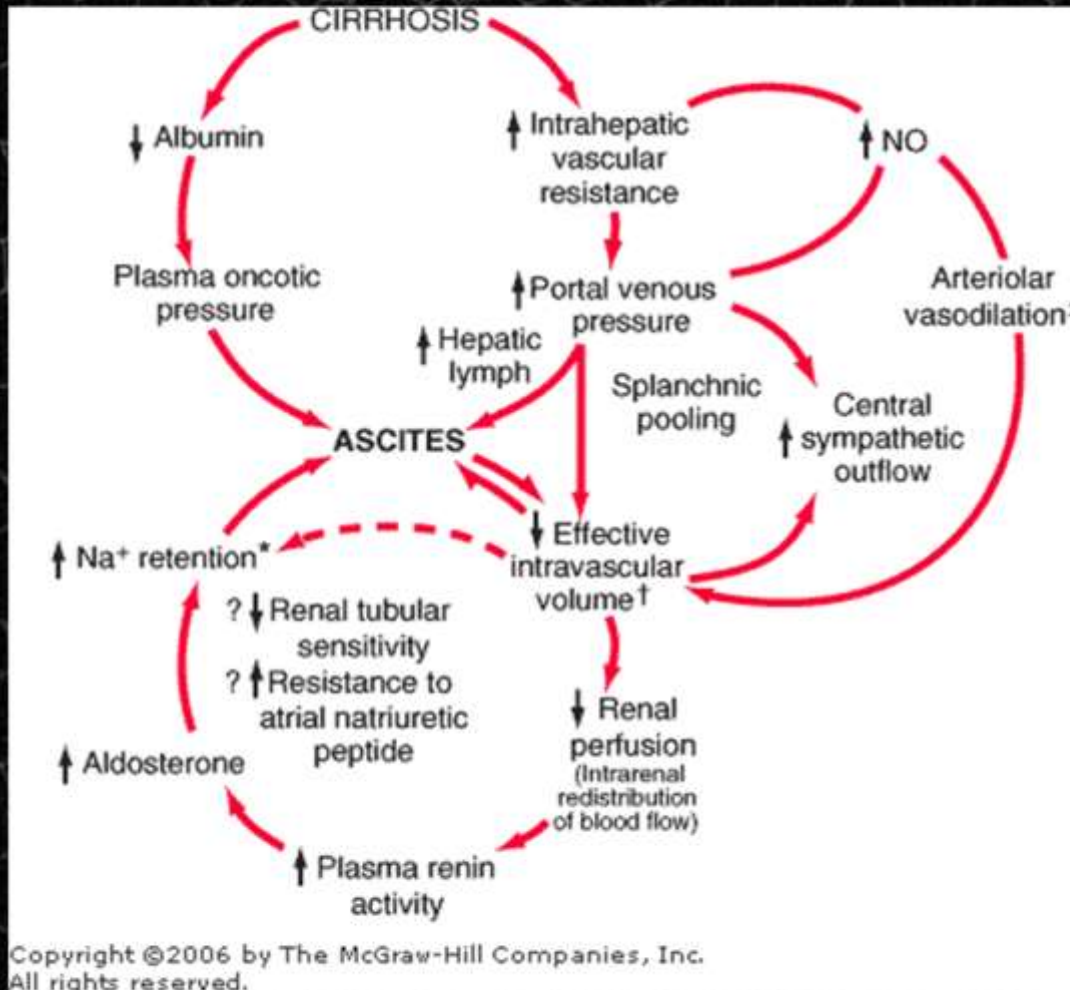 CIRRHOSIS
↓ Albumin
↑ Intrahepatic
vascular
resistance
↑ NO
Plasma oncotic
pressure
↑ Portal venous
pressure
Arteriolar
vasodilation
↑ Hepatic
lymph
Splanchnic
pooling
Central
↑ sympathetic
outflow
ASCITES
↑ Na⁺ retention*
↓ Effective
intravascular
volume†
? ↓ Renal tubular
sensitivity
? ↑ Resistance to
atrial natriuretic
peptide
↓ Renal
perfusion
(Intrarenal
redistribution
of blood flow)
↑ Aldosterone
↑ Plasma renin
activity
Copyright ©2006 by The McGraw-Hill Companies, Inc.
All rights reserved.